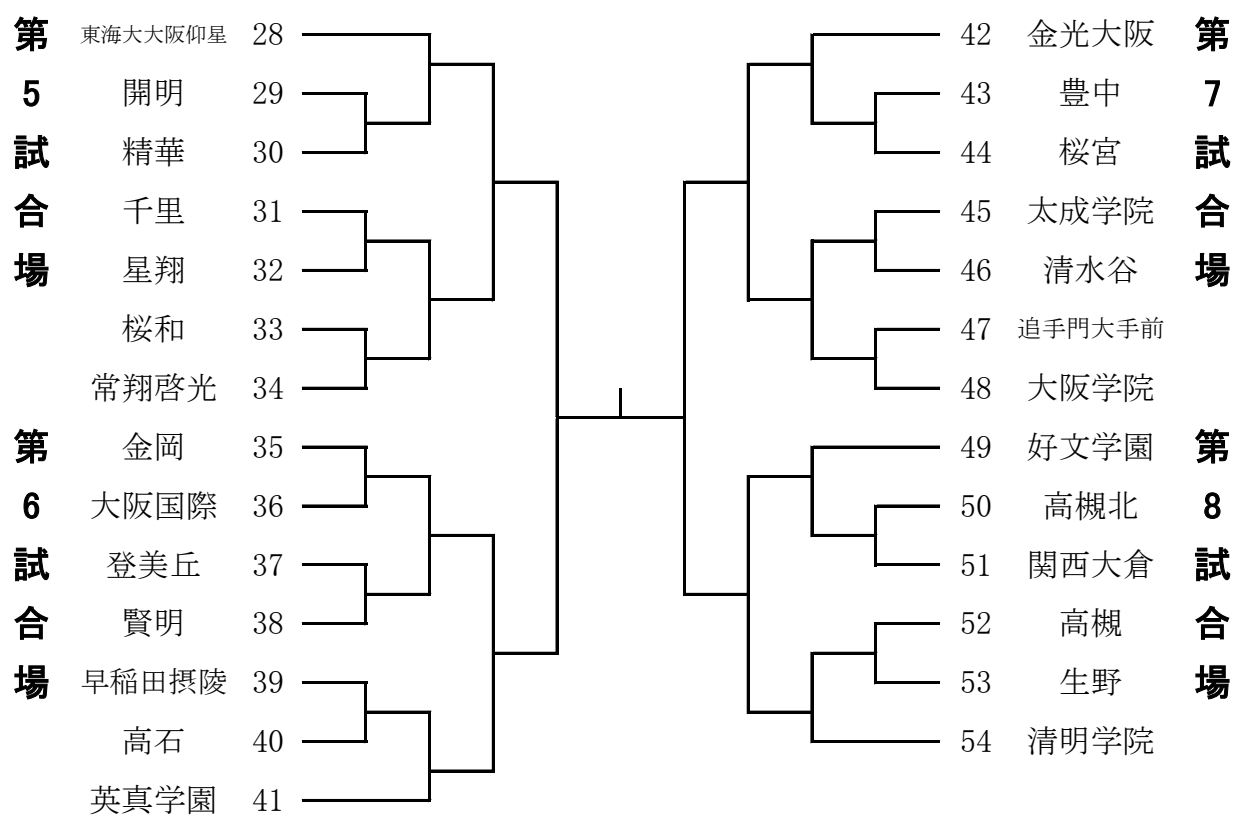 第5試合場
東海大大阪仰星 28
開明 29
精華 30
千里 31
星翔 32
桜和 33
常翔啓光 34
第6試合場
金岡 35
大阪国際 36
登美丘 37
賢明 38
早稲田摂陵 39
高石 40
英真学園 41
第7試合場
42 金光大阪
43 豊中
44 桜宮
45 太成学院
46 清水谷
47 追手門大手前
48 大阪学院
第8試合場
49 好文学園
50 高槻北
51 関西大倉
52 高槻
53 生野
54 清明学院